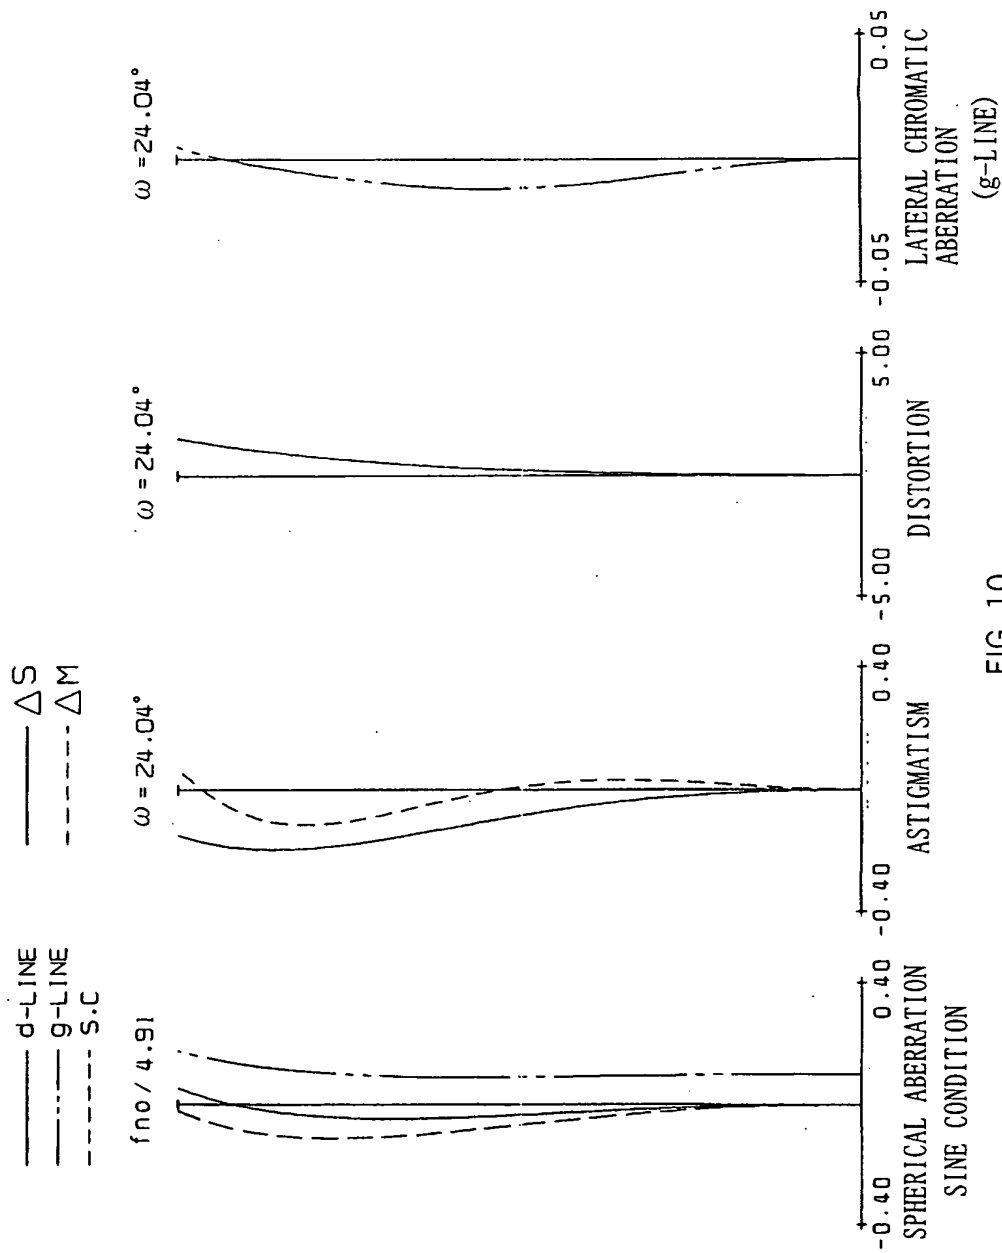 d-LINE
g-LINE
S.C
ΔS
ΔM
fno / 4.91
-0.40
0.40
SPHERICAL ABERRATION
SINE CONDITION
ω = 24.04°
-0.40
0.40
ASTIGMATISM
ω = 24.04°
-5.00
5.00
DISTORTION
ω = 24.04°
-0.05
0.05
LATERAL CHROMATIC
ABERRATION
(g-LINE)
FIG. 10